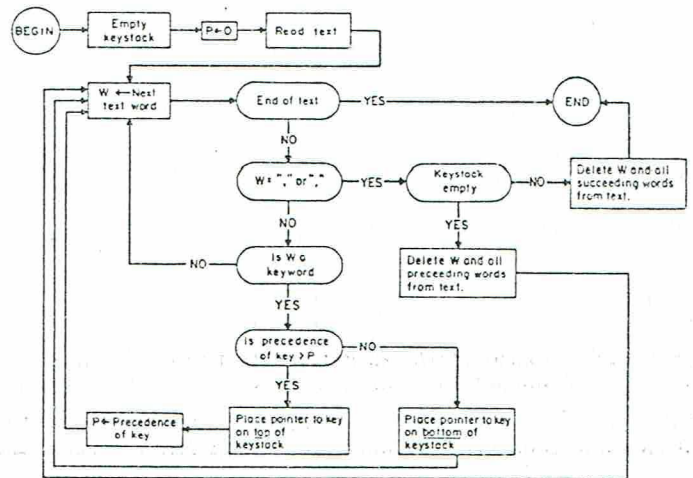 BEGIN
Empty
keystack
P←0
Read text
W ← Next
text word
End of text
YES
END
NO
W= "," or "."
YES
Keystack
empty
NO
Delete W and all
succeeding words
from text.
NO
YES
Is W a
keyword
NO
Delete W and all
preceeding words
from text.
YES
Is precedence
of key > P
NO
YES
P← Precedence
of key
Place pointer to key
on top of
keystack
Place pointer to key
on bottom of
keystack